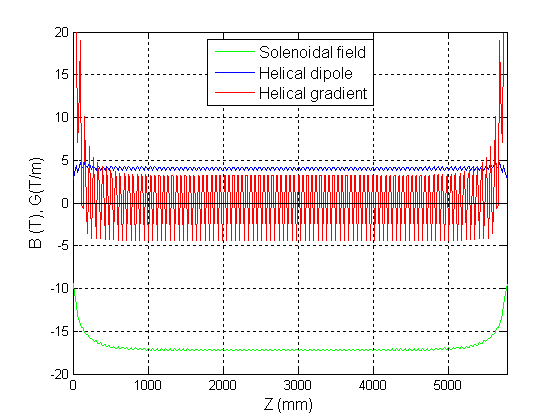 20
Solenoidal field
Helical dipole
Helical gradient
15
10
5
0
-5
-10
-15
-20
B (T), G(T/m)
0 1000 2000 3000 4000 5000
Z (mm)